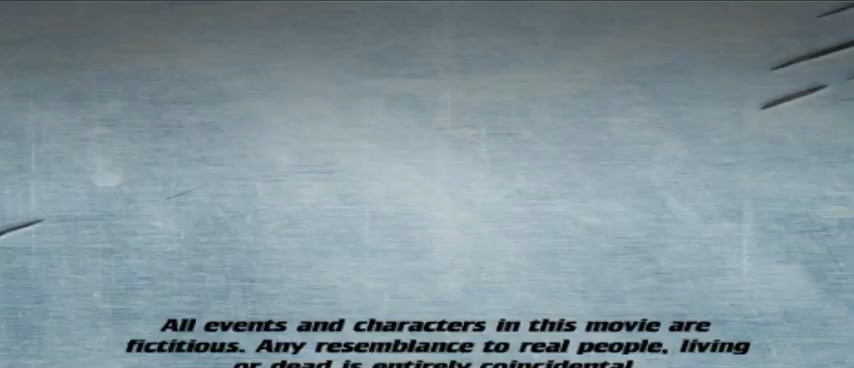 All events and characters in this movie are
fictitious. Any resemblance to real people, living
or dead is entirely coincidental.